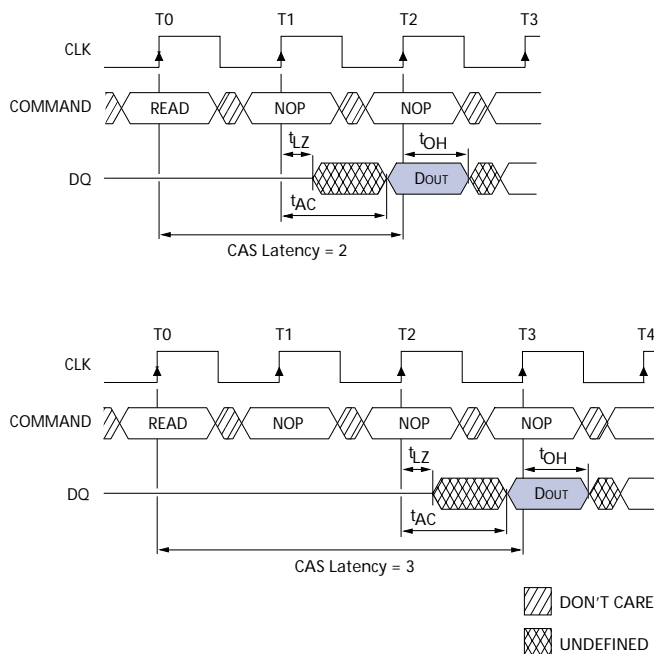 T0 T1 T2 T3
CLK
COMMAND READ NOP NOP
tLZ tOH
DQ DOUT
tAC
CAS Latency = 2
T0 T1 T2 T3 T4
CLK
COMMAND READ NOP NOP NOP
tLZ tOH
DQ DOUT
tAC
CAS Latency = 3
DON'T CARE
UNDEFINED